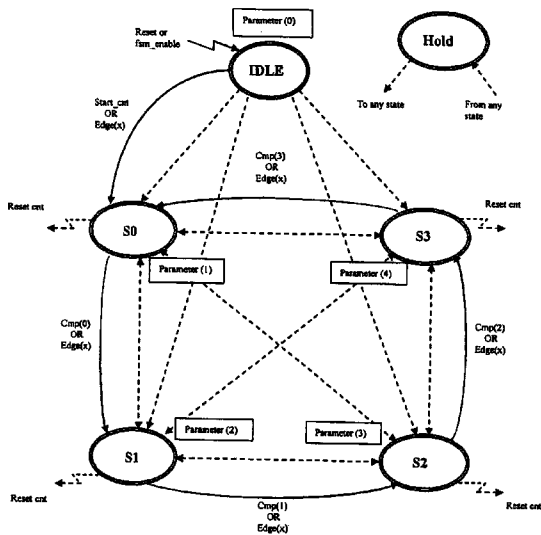 Parameter (0)
Reset or
fsm_enable
IDLE
Hold
To any state
From any
state
Start_cnt
OR
Edge(x)
Cmp(3)
OR
Edge(x)
Reset cnt
Reset cnt
S0
S3
Parameter (1)
Parameter (4)
Cmp(0)
OR
Edge(x)
Cmp(2)
OR
Edge(x)
Parameter (2)
Parameter (3)
S1
S2
Reset cnt
Reset cnt
Cmp(1)
OR
Edge(x)